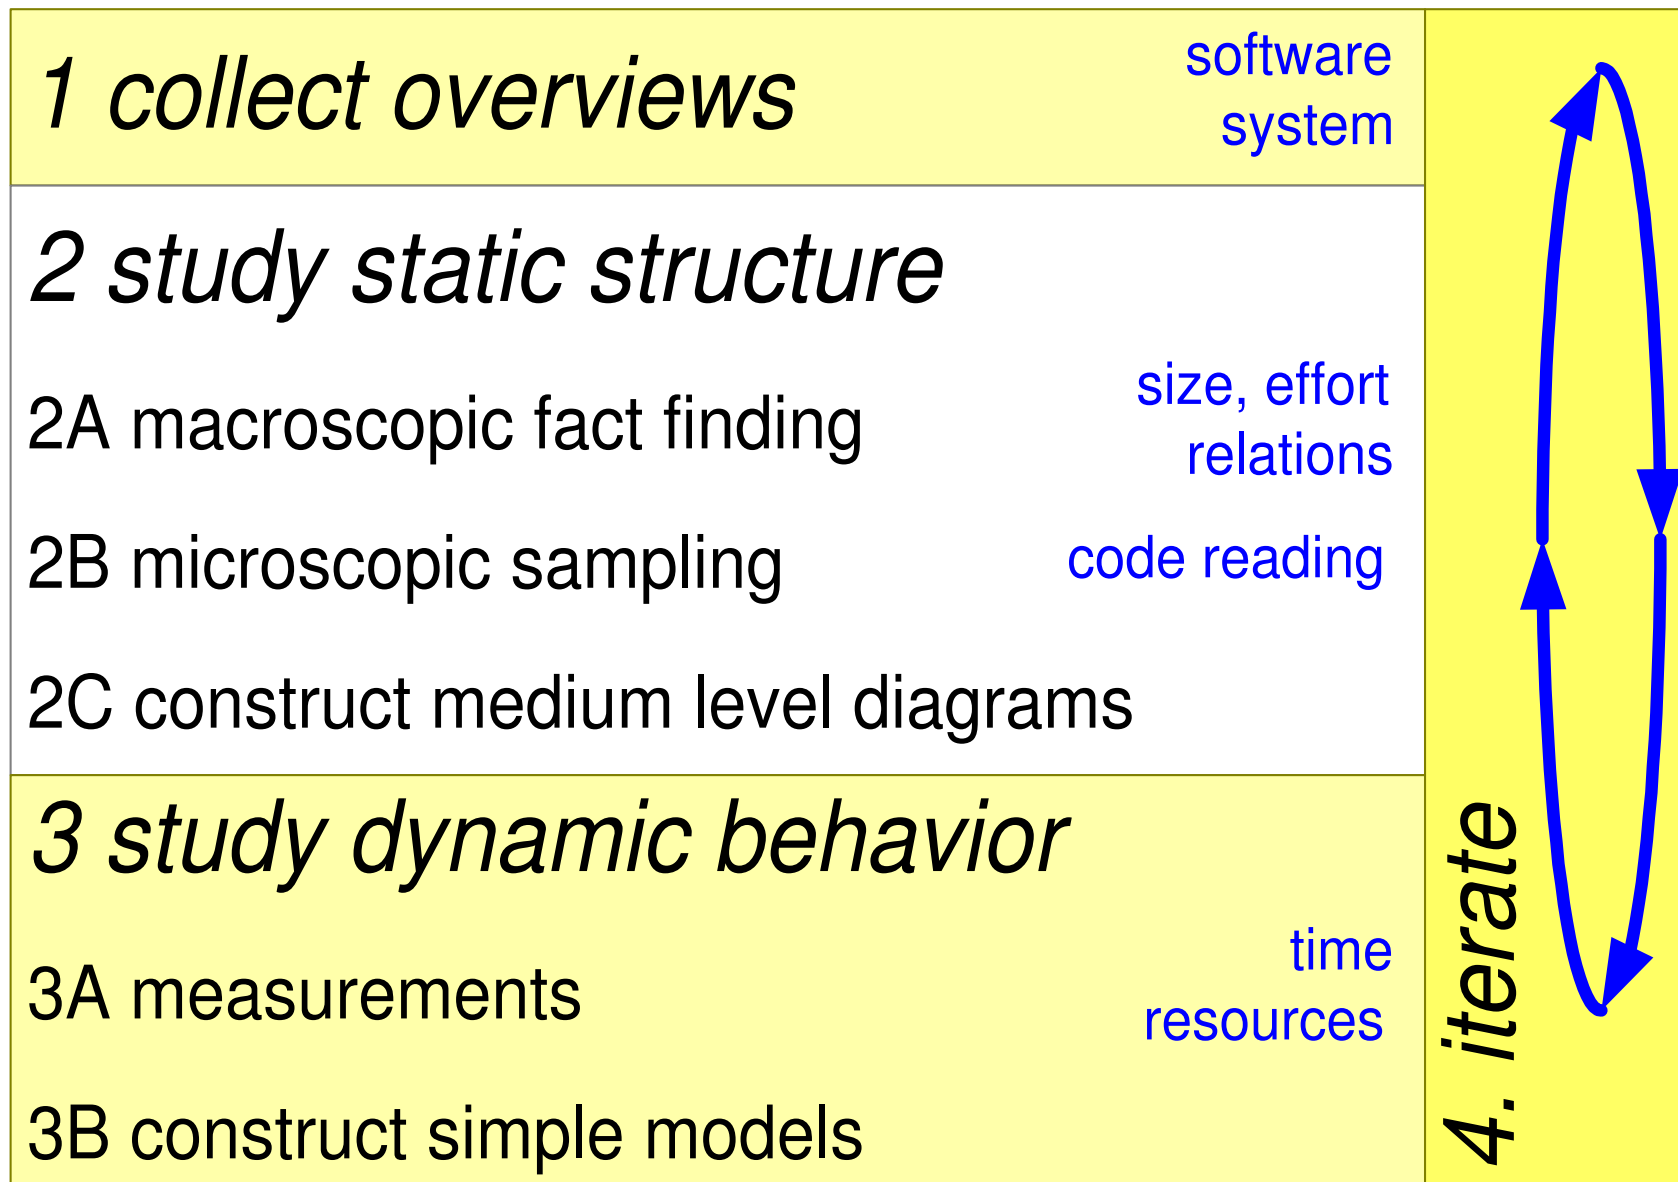 1 collect overviews
software
system
2 study static structure
2A macroscopic fact finding
size, effort
relations
2B microscopic sampling
code reading
2C construct medium level diagrams
3 study dynamic behavior
3A measurements
time
resources
3B construct simple models
4. iterate